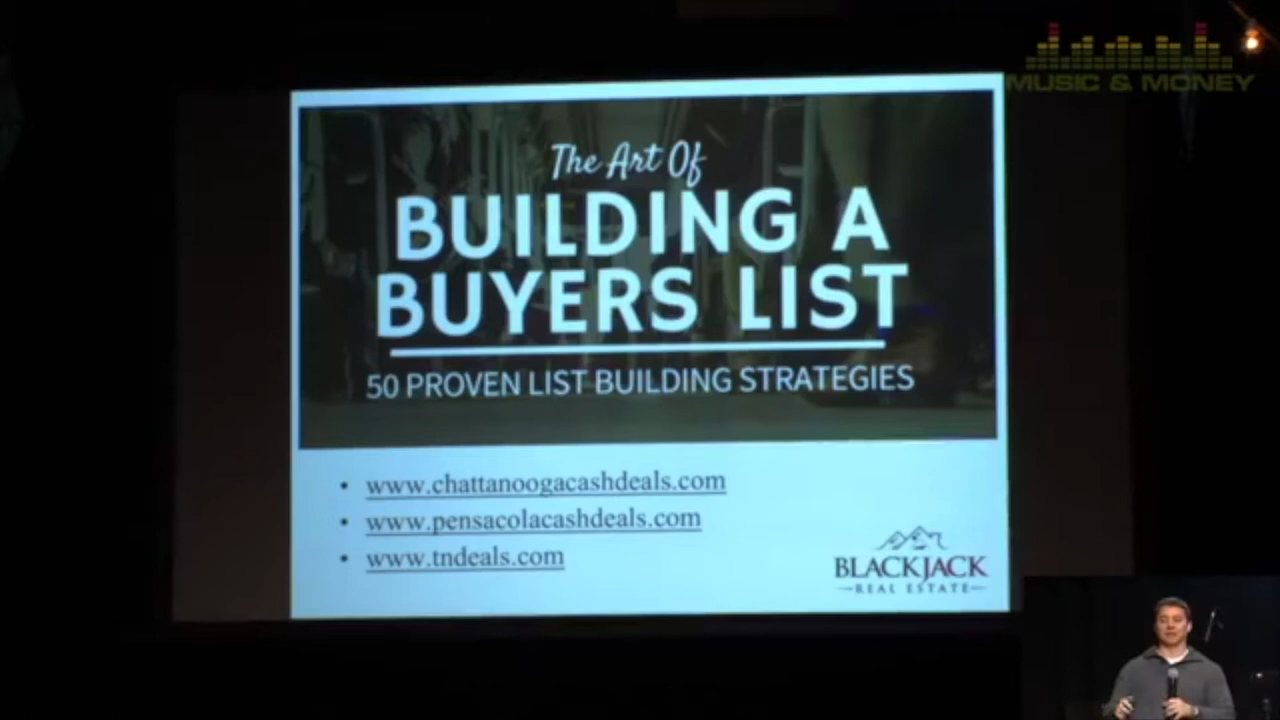 MUSIC & MONEY
The Art Of
BUILDING A
BUYERS LIST
50 PROVEN LIST BUILDING STRATEGIES
• www.chattanoogacashdeals.com
• www.pensacolacashdeals.com
• www.tndeals.com
BLACKJACK
REAL ESTATE